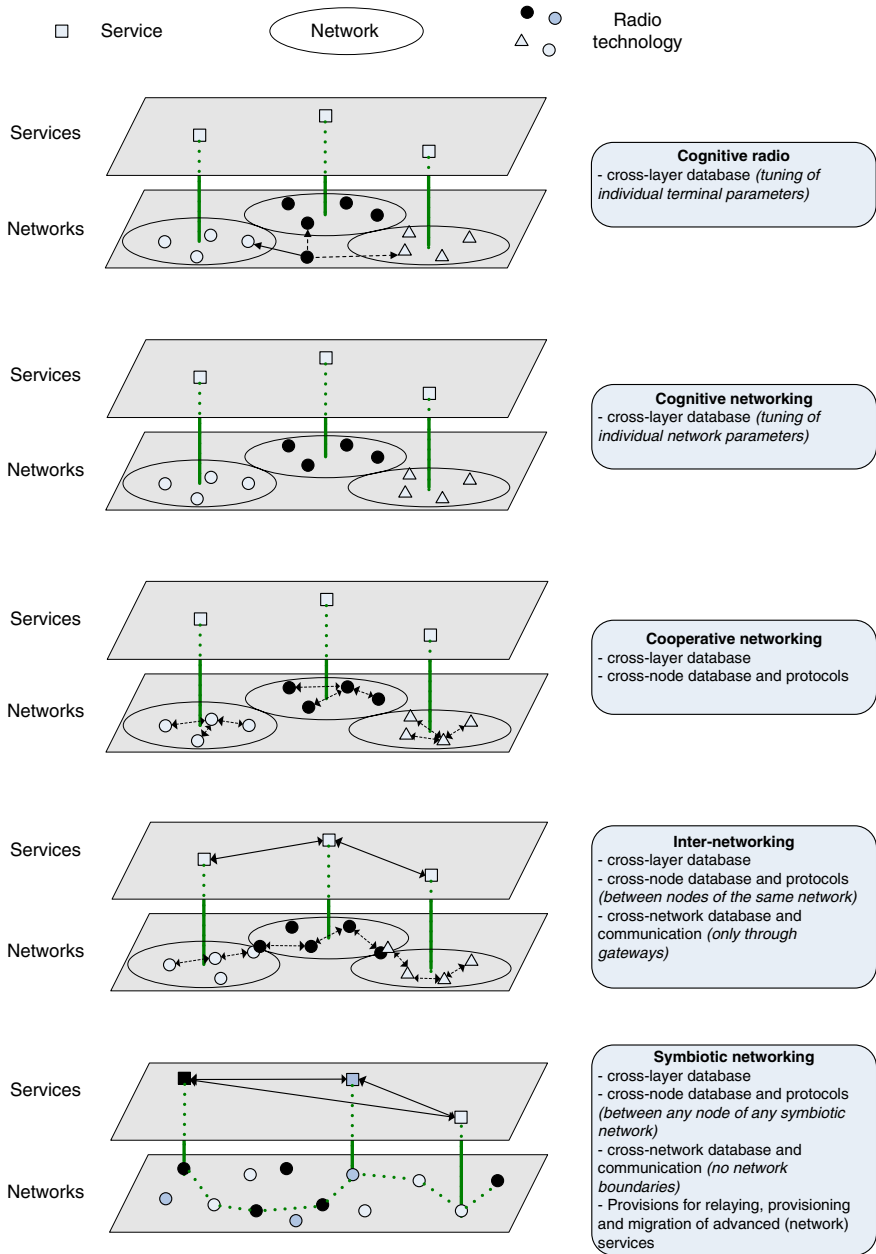 Service
Network
Radio
technology
Services
Networks
Cognitive radio
- cross-layer database (tuning of
individual terminal parameters)
Services
Networks
Cognitive networking
- cross-layer database (tuning of
individual network parameters)
Services
Networks
Cooperative networking
- cross-layer database
- cross-node database and protocols
Services
Networks
Inter-networking
- cross-layer database
- cross-node database and protocols
(between nodes of the same network)
- cross-network database and
communication (only through
gateways)
Services
Networks
Symbiotic networking
- cross-layer database
- cross-node database and protocols
(between any node of any symbiotic
network)
- cross-network database and
communication (no network
boundaries)
- Provisions for relaying, provisioning
and migration of advanced (network)
services